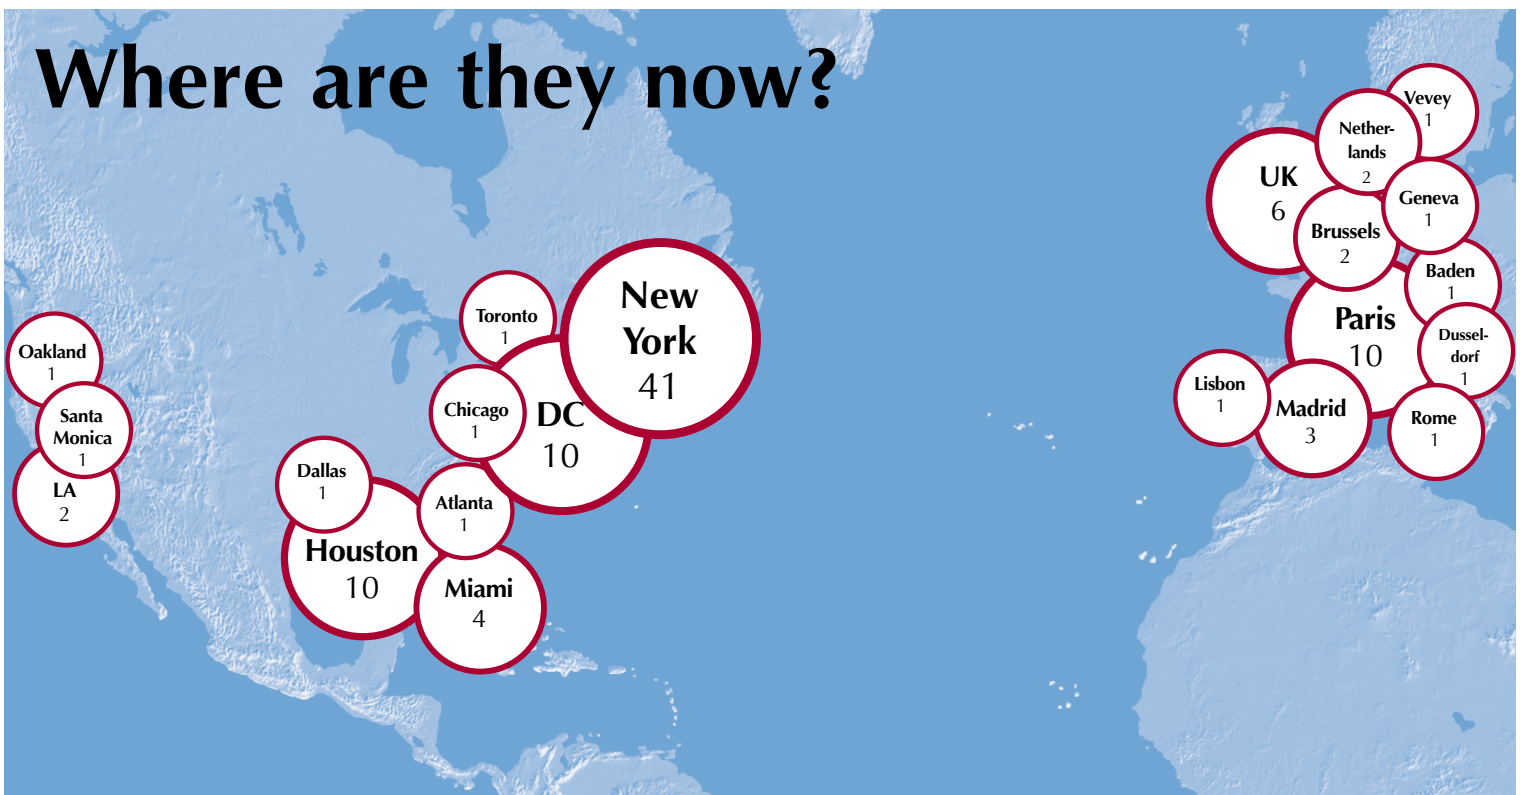 Where are they now?
Oakland
1
Santa
Monica
1
LA
2
Dallas
1
Houston
10
Toronto
1
Chicago
1
Atlanta
1
Miami
4
DC
10
New
York
41
UK
6
Nether-
lands
2
Vevey
1
Brussels
2
Geneva
1
Baden
1
Paris
10
Dussel-
dorf
1
Lisbon
1
Madrid
3
Rome
1